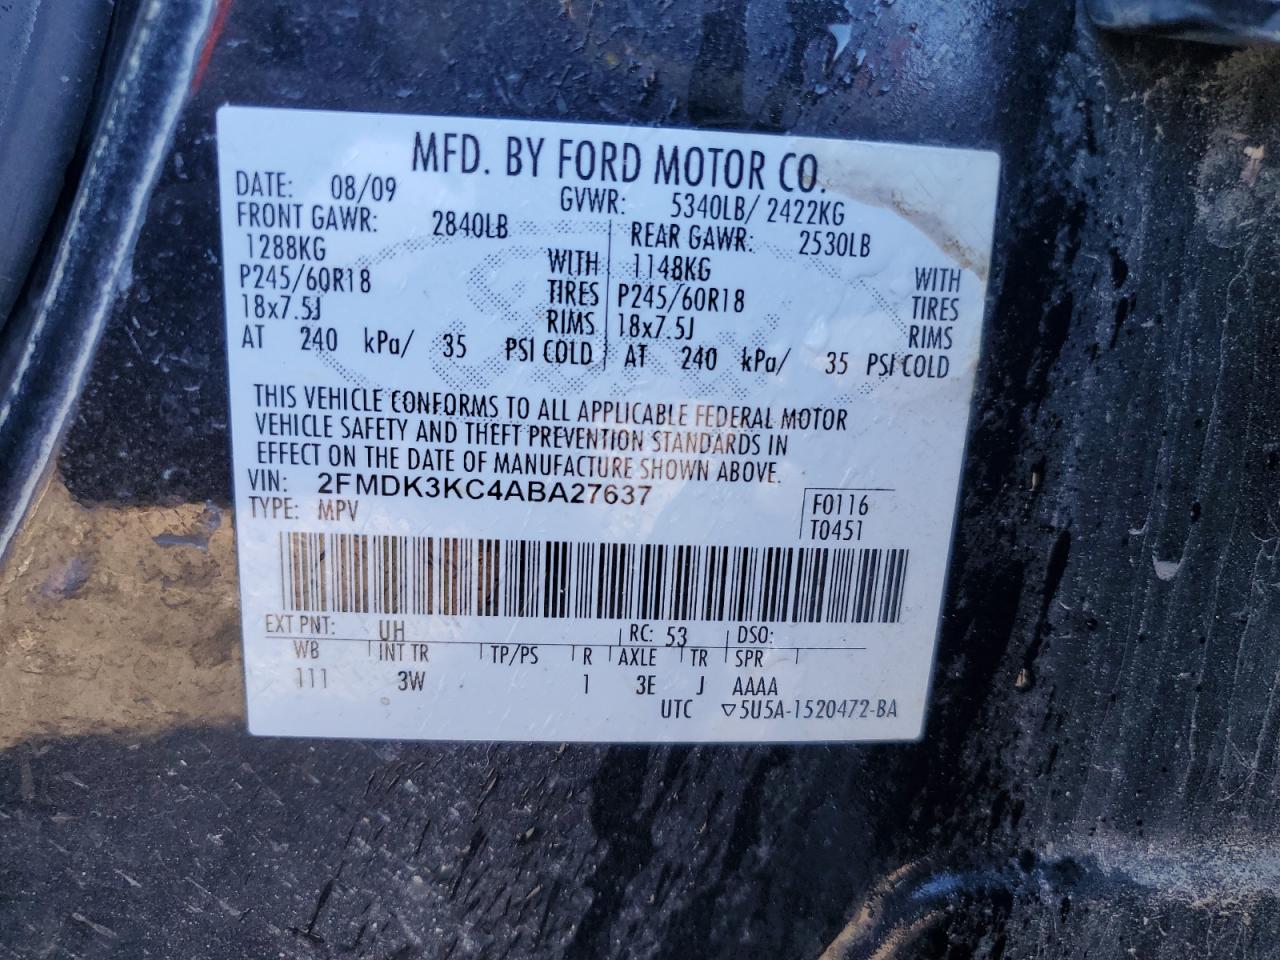 MFD. BY FORD MOTOR CO.
DATE: 08/09 GVWR: 5340LB/ 2422KG
FRONT GAWR: 2840LB REAR GAWR: 2530LB
1288KG WITH 1148KG WITH
P245/60R18 TIRES P245/60R18 TIRES
18x7.5J RIMS 18x7.5J RIMS
AT 240 kPa/ 35 PSI COLD AT 240 kPa/ 35 PSI COLD
THIS VEHICLE CONFORMS TO ALL APPLICABLE FEDERAL MOTOR
VEHICLE SAFETY AND THEFT PREVENTION STANDARDS IN
EFFECT ON THE DATE OF MANUFACTURE SHOWN ABOVE.
VIN: 2FMDK3KC4ABA27637
TYPE: MPV F0116
T0451
EXT PNT: UH RC: 53 DSO:
WB INT TR TP/PS R AXLE TR SPR
111 3W 1 3E J AAAA
UTC ▽5U5A-1520472-BA